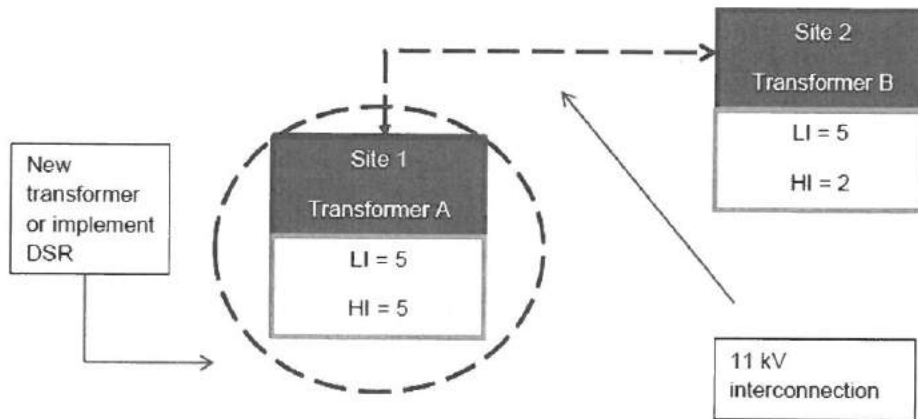 Site 2
Transformer B
LI = 5
HI = 2
New
transformer
or implement
DSR
Site 1
Transformer A
LI = 5
HI = 5
11 kV
interconnection